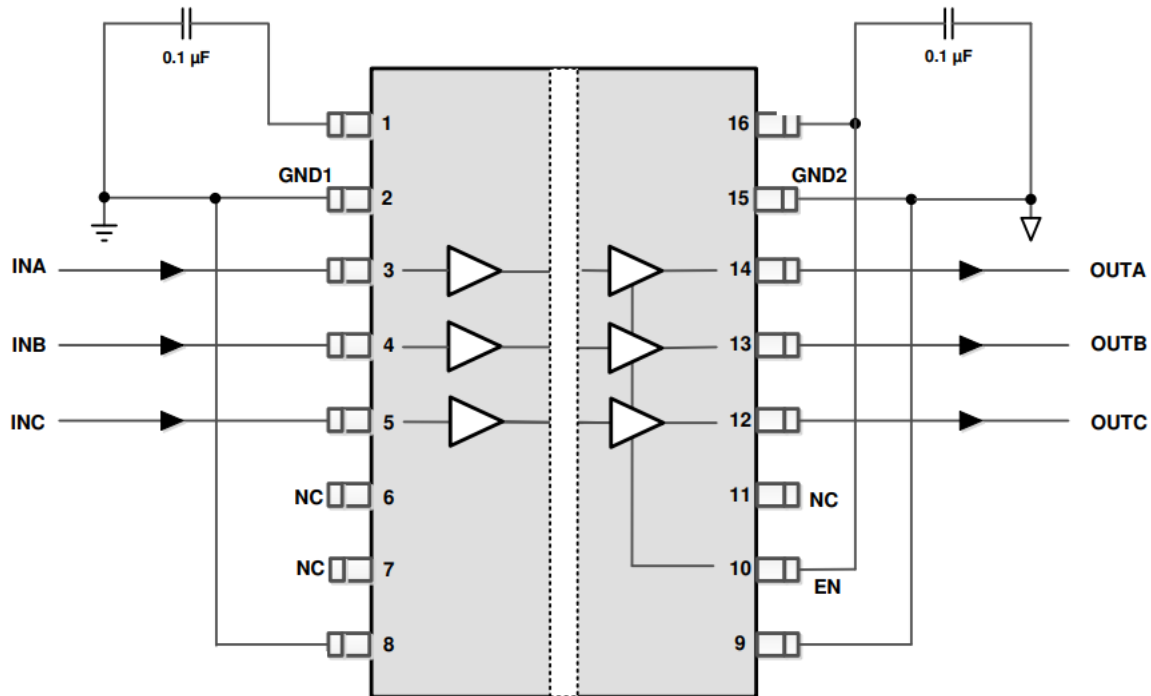 0.1 µF
0.1 µF
1
16
GND1
GND2
2
15
INA
3
14
OUTA
INB
4
13
OUTB
INC
5
12
OUTC
NC
6
11
NC
NC
7
10
EN
8
9